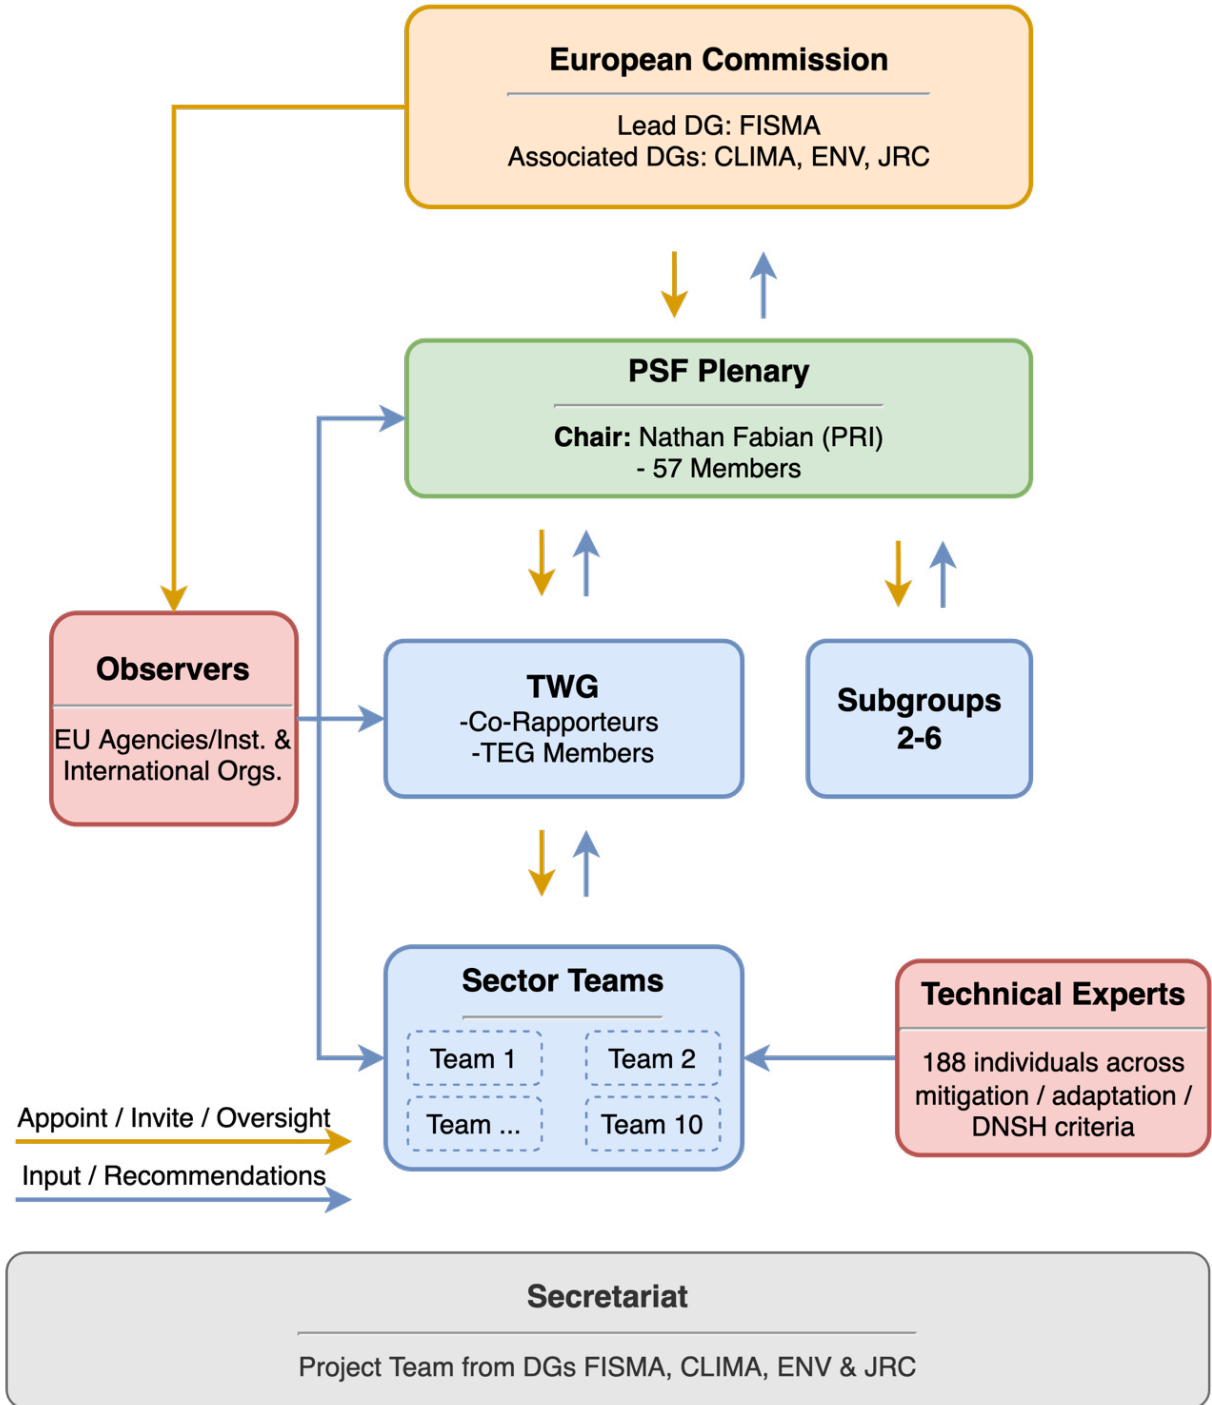 European Commission
Lead DG: FISMA
Associated DGs: CLIMA, ENV, JRC
PSF Plenary
Chair: Nathan Fabian (PRI)
- 57 Members
Observers
EU Agencies/Inst. &
International Orgs.
TWG
-Co-Rapporteurs
-TEG Members
Subgroups
2-6
Sector Teams
Team 1
Team 2
Team ...
Team 10
Technical Experts
188 individuals across
mitigation / adaptation /
DNSH criteria
Appoint / Invite / Oversight
Input / Recommendations
Secretariat
Project Team from DGs FISMA, CLIMA, ENV & JRC